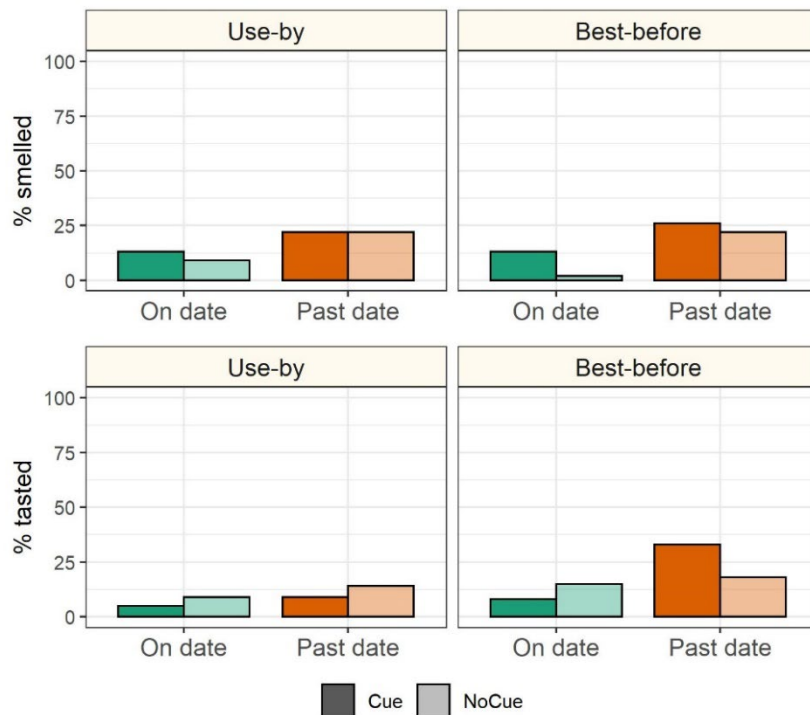 Use-by Best-before
100
75
50
25
0
% smelled
On date Past date On date Past date
Use-by Best-before
100
75
50
25
0
% tasted
On date Past date On date Past date
Cue NoCue